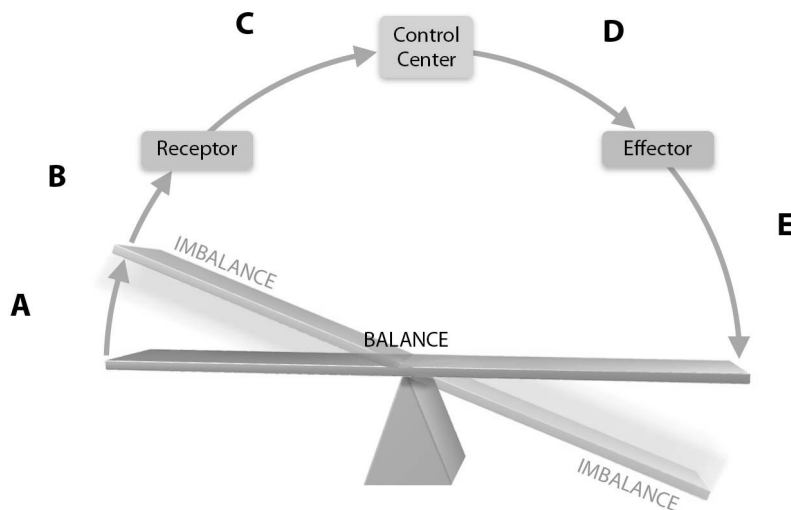 C
Control
Center
D
Receptor
Effector
B
E
IMBALANCE
A
BALANCE
IMBALANCE